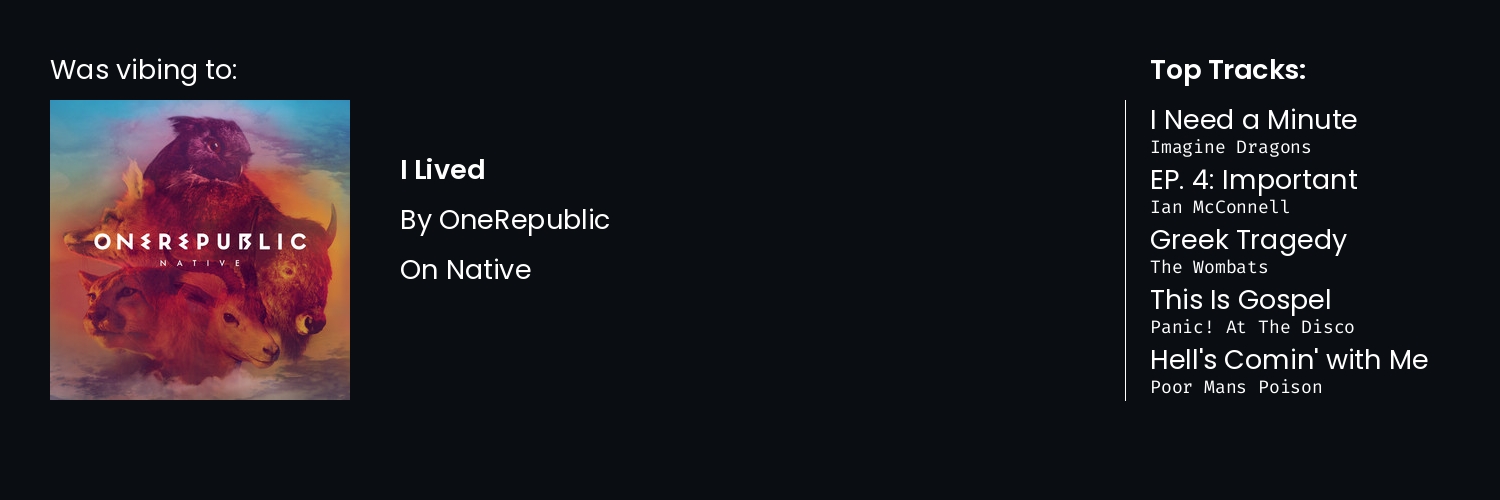 Was vibing to:
ONEREPUBLIC
NATIVE
I Lived
By OneRepublic
On Native
Top Tracks:
I Need a Minute
Imagine Dragons
EP. 4: Important
Ian McConnell
Greek Tragedy
The Wombats
This Is Gospel
Panic! At The Disco
Hell's Comin' with Me
Poor Mans Poison